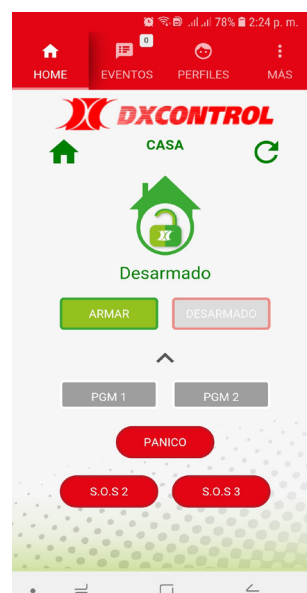 78% 2:24 p. m.
0
HOME EVENTOS PERFILES MÁS
DXCONTROL
CASA
Desarmado
ARMAR DESARMADO
PGM 1 PGM 2
PANICO
S.O.S 2 S.O.S 3